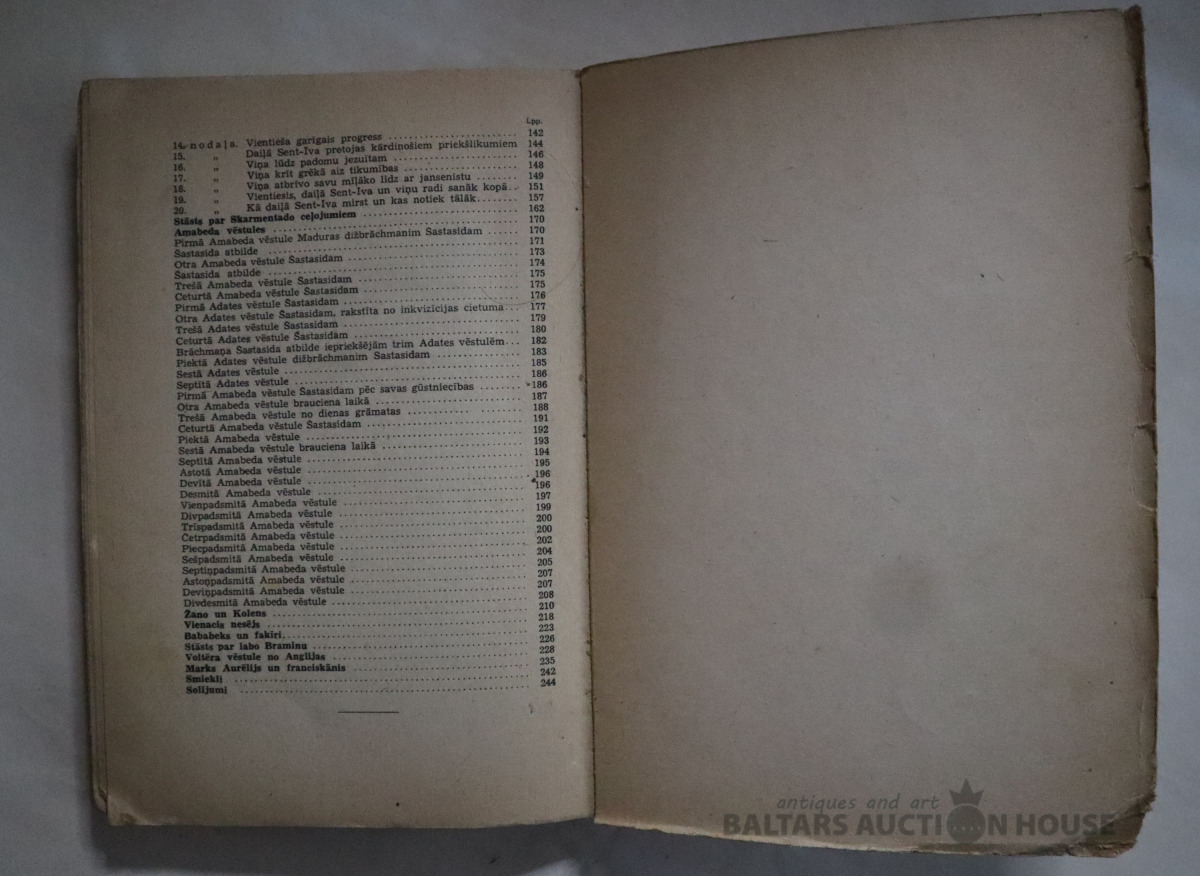 Lpp.
14. nodaļa. Vientieša garīgais progress ........ 142
15. „ Daiļā Sent-Iva pretojas kārdinošiem priekšlikumiem 144
16. „ Viņa lūdz padomu jezuitam ........ 146
17. „ Viņa krīt grēkā aiz tikumības ........ 148
18. „ Viņa atbrīvo savu mīļāko līdz ar jansenistu ........ 149
19. „ Vientiesis, daiļā Sent-Iva un viņu radi sanāk kopā .. 151
20. „ Kā daiļā Sent-Iva mirst un kas notiek tālāk ........ 157
Stāsts par Skarmentado ceļojumiem ........ 162
Amabeda vēstules ........ 170
Pirmā Amabeda vēstule Maduras dižbrāchmanim Šastasidam ...... 170
Šastasida atbilde ........ 171
Otra Amabeda vēstule Šastasidam ........ 173
Šastasida atbilde ........ 174
Trešā Amabeda vēstule Šastasidam ........ 175
Ceturtā Amabeda vēstule Šastasidam ........ 175
Pirmā Adates vēstule Šastasidam ........ 176
Otra Adates vēstule Šastasidam, rakstīta no inkvizīcijas cietuma ... 177
Trešā Adates vēstule Šastasidam ........ 179
Ceturtā Adates vēstule Šastasidam ........ 180
Brāchmaņa Šastasida atbilde iepriekšējām trim Adates vēstulēm ... 182
Piektā Adates vēstule dižbrāchmanim Šastasidam ........ 183
Sestā Adates vēstule ........ 185
Septītā Adates vēstule ........ 186
Pirmā Amabeda vēstule Šastasidam pēc savas gūstniecības ........ 186
Otra Amabeda vēstule brauciena laikā ........ 187
Trešā Amabeda vēstule no dienas grāmatas ........ 188
Ceturtā Amabeda vēstule Šastasidam ........ 191
Piektā Amabeda vēstule ........ 192
Sestā Amabeda vēstule brauciena laikā ........ 193
Septītā Amabeda vēstule ........ 194
Astotā Amabeda vēstule ........ 195
Devītā Amabeda vēstule ........ 196
Desmitā Amabeda vēstule ........ 196
Vienpadsmitā Amabeda vēstule ........ 197
Divpadsmitā Amabeda vēstule ........ 199
Trīspadsmitā Amabeda vēstule ........ 200
Četrpadsmitā Amabeda vēstule ........ 200
Piecpadsmitā Amabeda vēstule ........ 202
Sešpadsmitā Amabeda vēstule ........ 204
Septiņpadsmitā Amabeda vēstule ........ 205
Astoņpadsmitā Amabeda vēstule ........ 207
Deviņpadsmitā Amabeda vēstule ........ 207
Divdesmitā Amabeda vēstule ........ 208
Žano un Kolens ........ 210
Vienacis nesējs ........ 218
Bababeks un fakiri ........ 223
Stāsts par labo Bramīnu ........ 226
Voltēra vēstule no Anglijas ........ 228
Marks Aurēlijs un franciskānis ........ 235
Smiekli ........ 242
Solījumi ........ 244
antiques and art
BALTARS AUCTION HOUSE